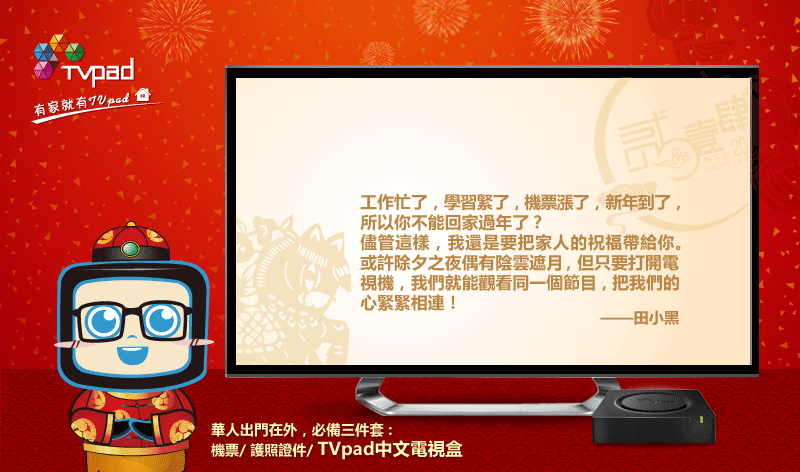 TVpad
有家就有TVpad
貳〇壹肆
工作忙了，學習緊了，機票漲了，新年到了，
所以你不能回家過年了？
儘管這樣，我還是要把家人的祝福帶給你。
或許除夕之夜偶有陰雲遮月，但只要打開電
視機，我們就能觀看同一個節目，把我們的
心緊緊相連！
——田小黑
華人出門在外，必備三件套：
機票/ 護照證件/ TVpad中文電視盒